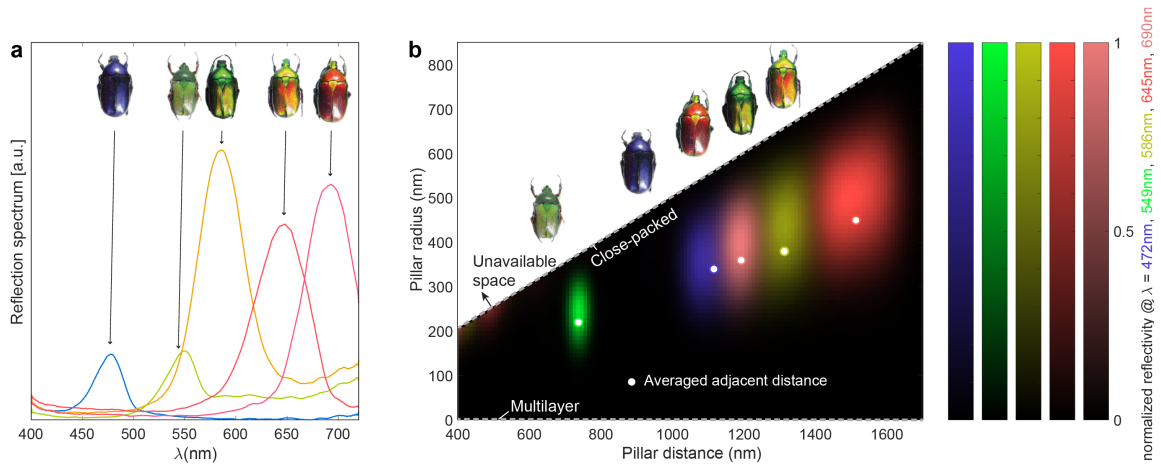 a
Reflection spectrum [a.u.]
400
450
500
550
600
650
700
λ(nm)
b
Pillar radius (nm)
800
700
600
500
400
300
200
100
0
Unavailable
space
Close-packed
Averaged adjacent distance
Multilayer
400
600
800
1000
1200
1400
1600
Pillar distance (nm)
1
0.5
0
normalized reflectivity @ λ = 472nm, 549nm, 586nm, 645nm, 690nm